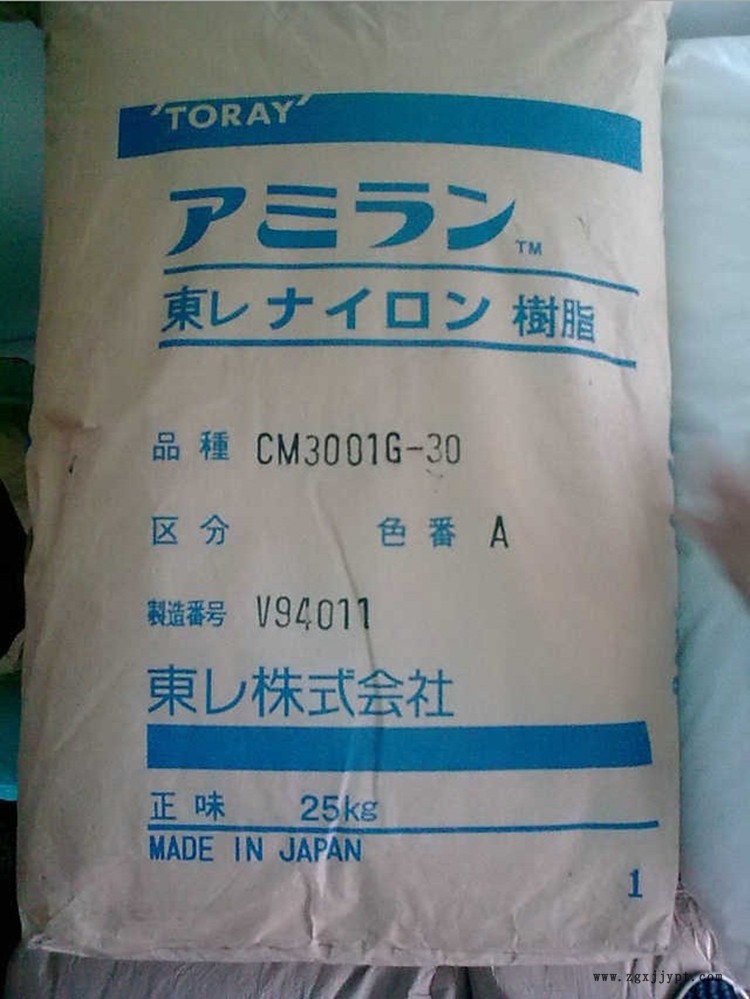 TORAY
アミラン™
東レ ナイロン 樹脂
品種 CM3001G-30
区分 色番 A
製造番号 V94011
東レ株式会社
正味 25kg
MADE IN JAPAN
1
www.zgxjjypt.com